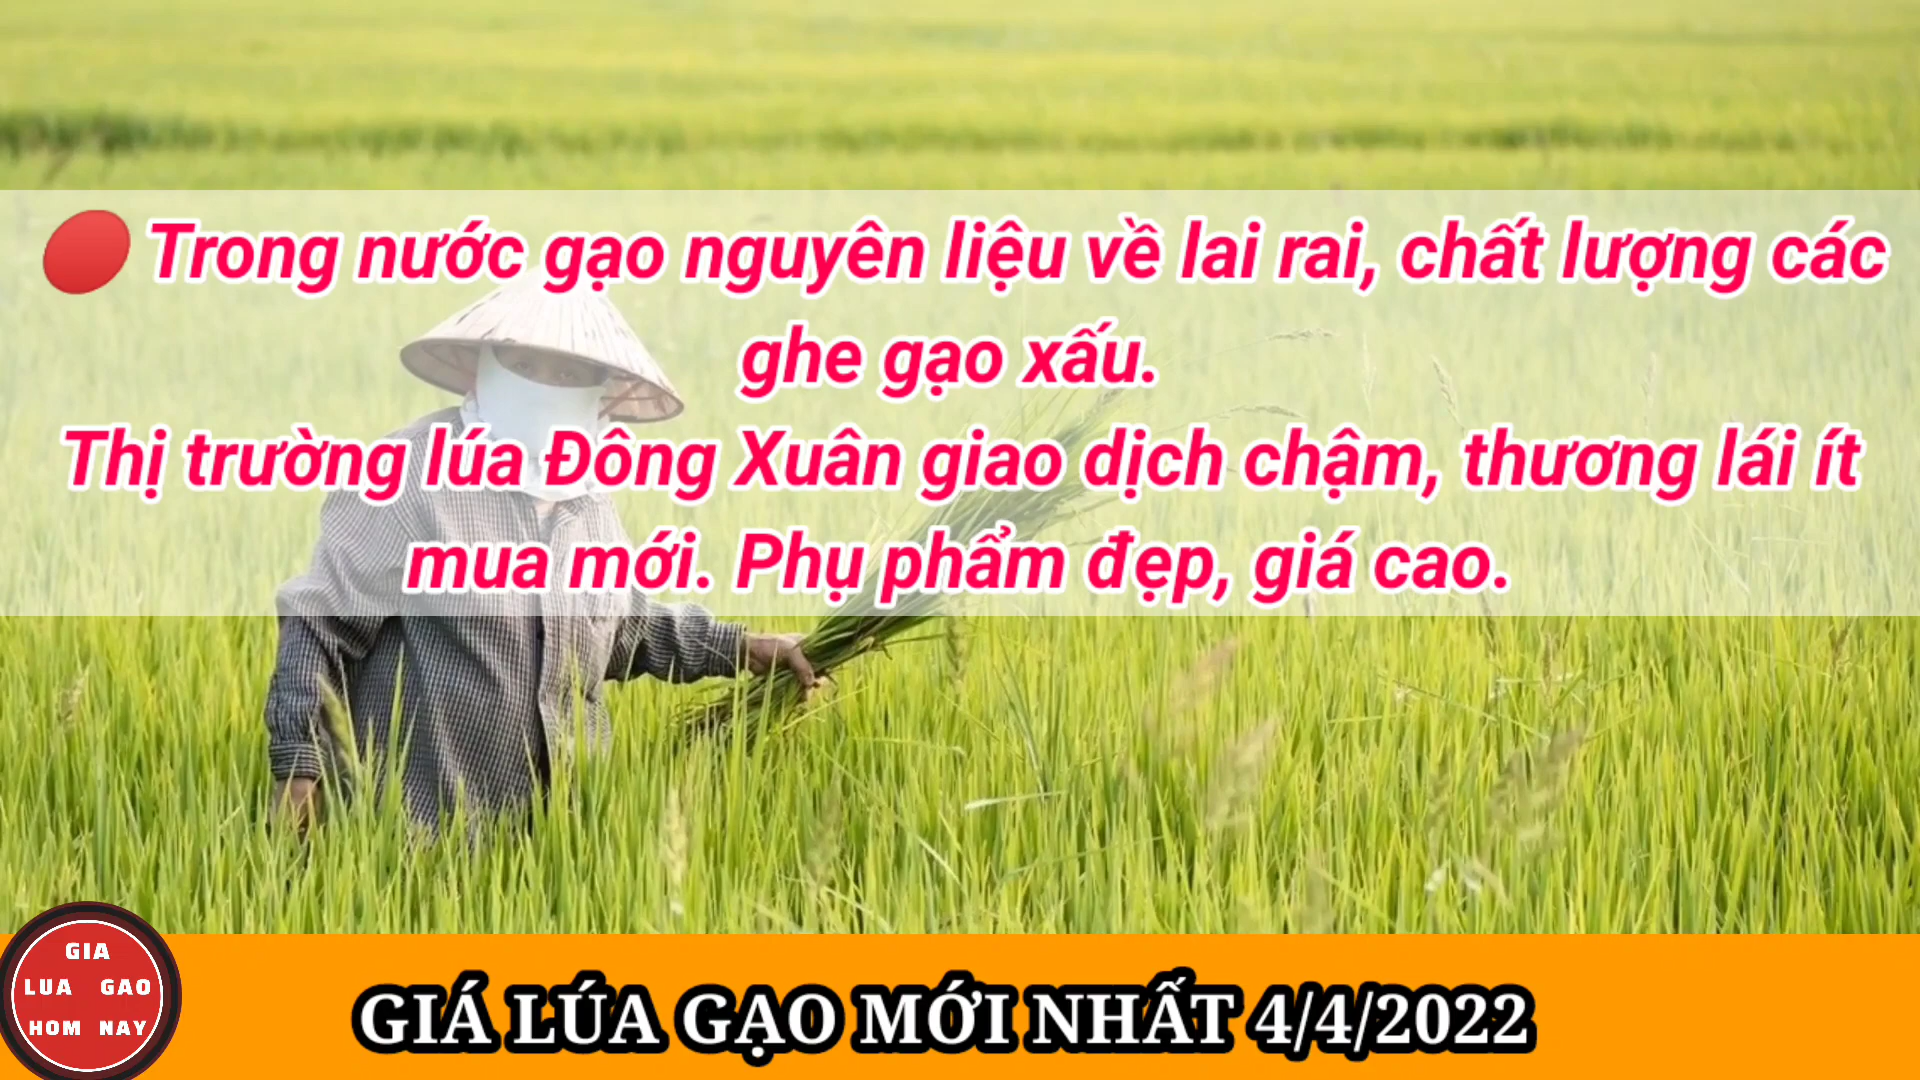 🔴 Trong nước gạo nguyên liệu về lai rai, chất lượng các
ghe gạo xấu.
Thị trường lúa Đông Xuân giao dịch chậm, thương lái ít
mua mới. Phụ phẩm đẹp, giá cao.
GIA
LUA GAO
HOM NAY
GIÁ LÚA GẠO MỚI NHẤT 4/4/2022